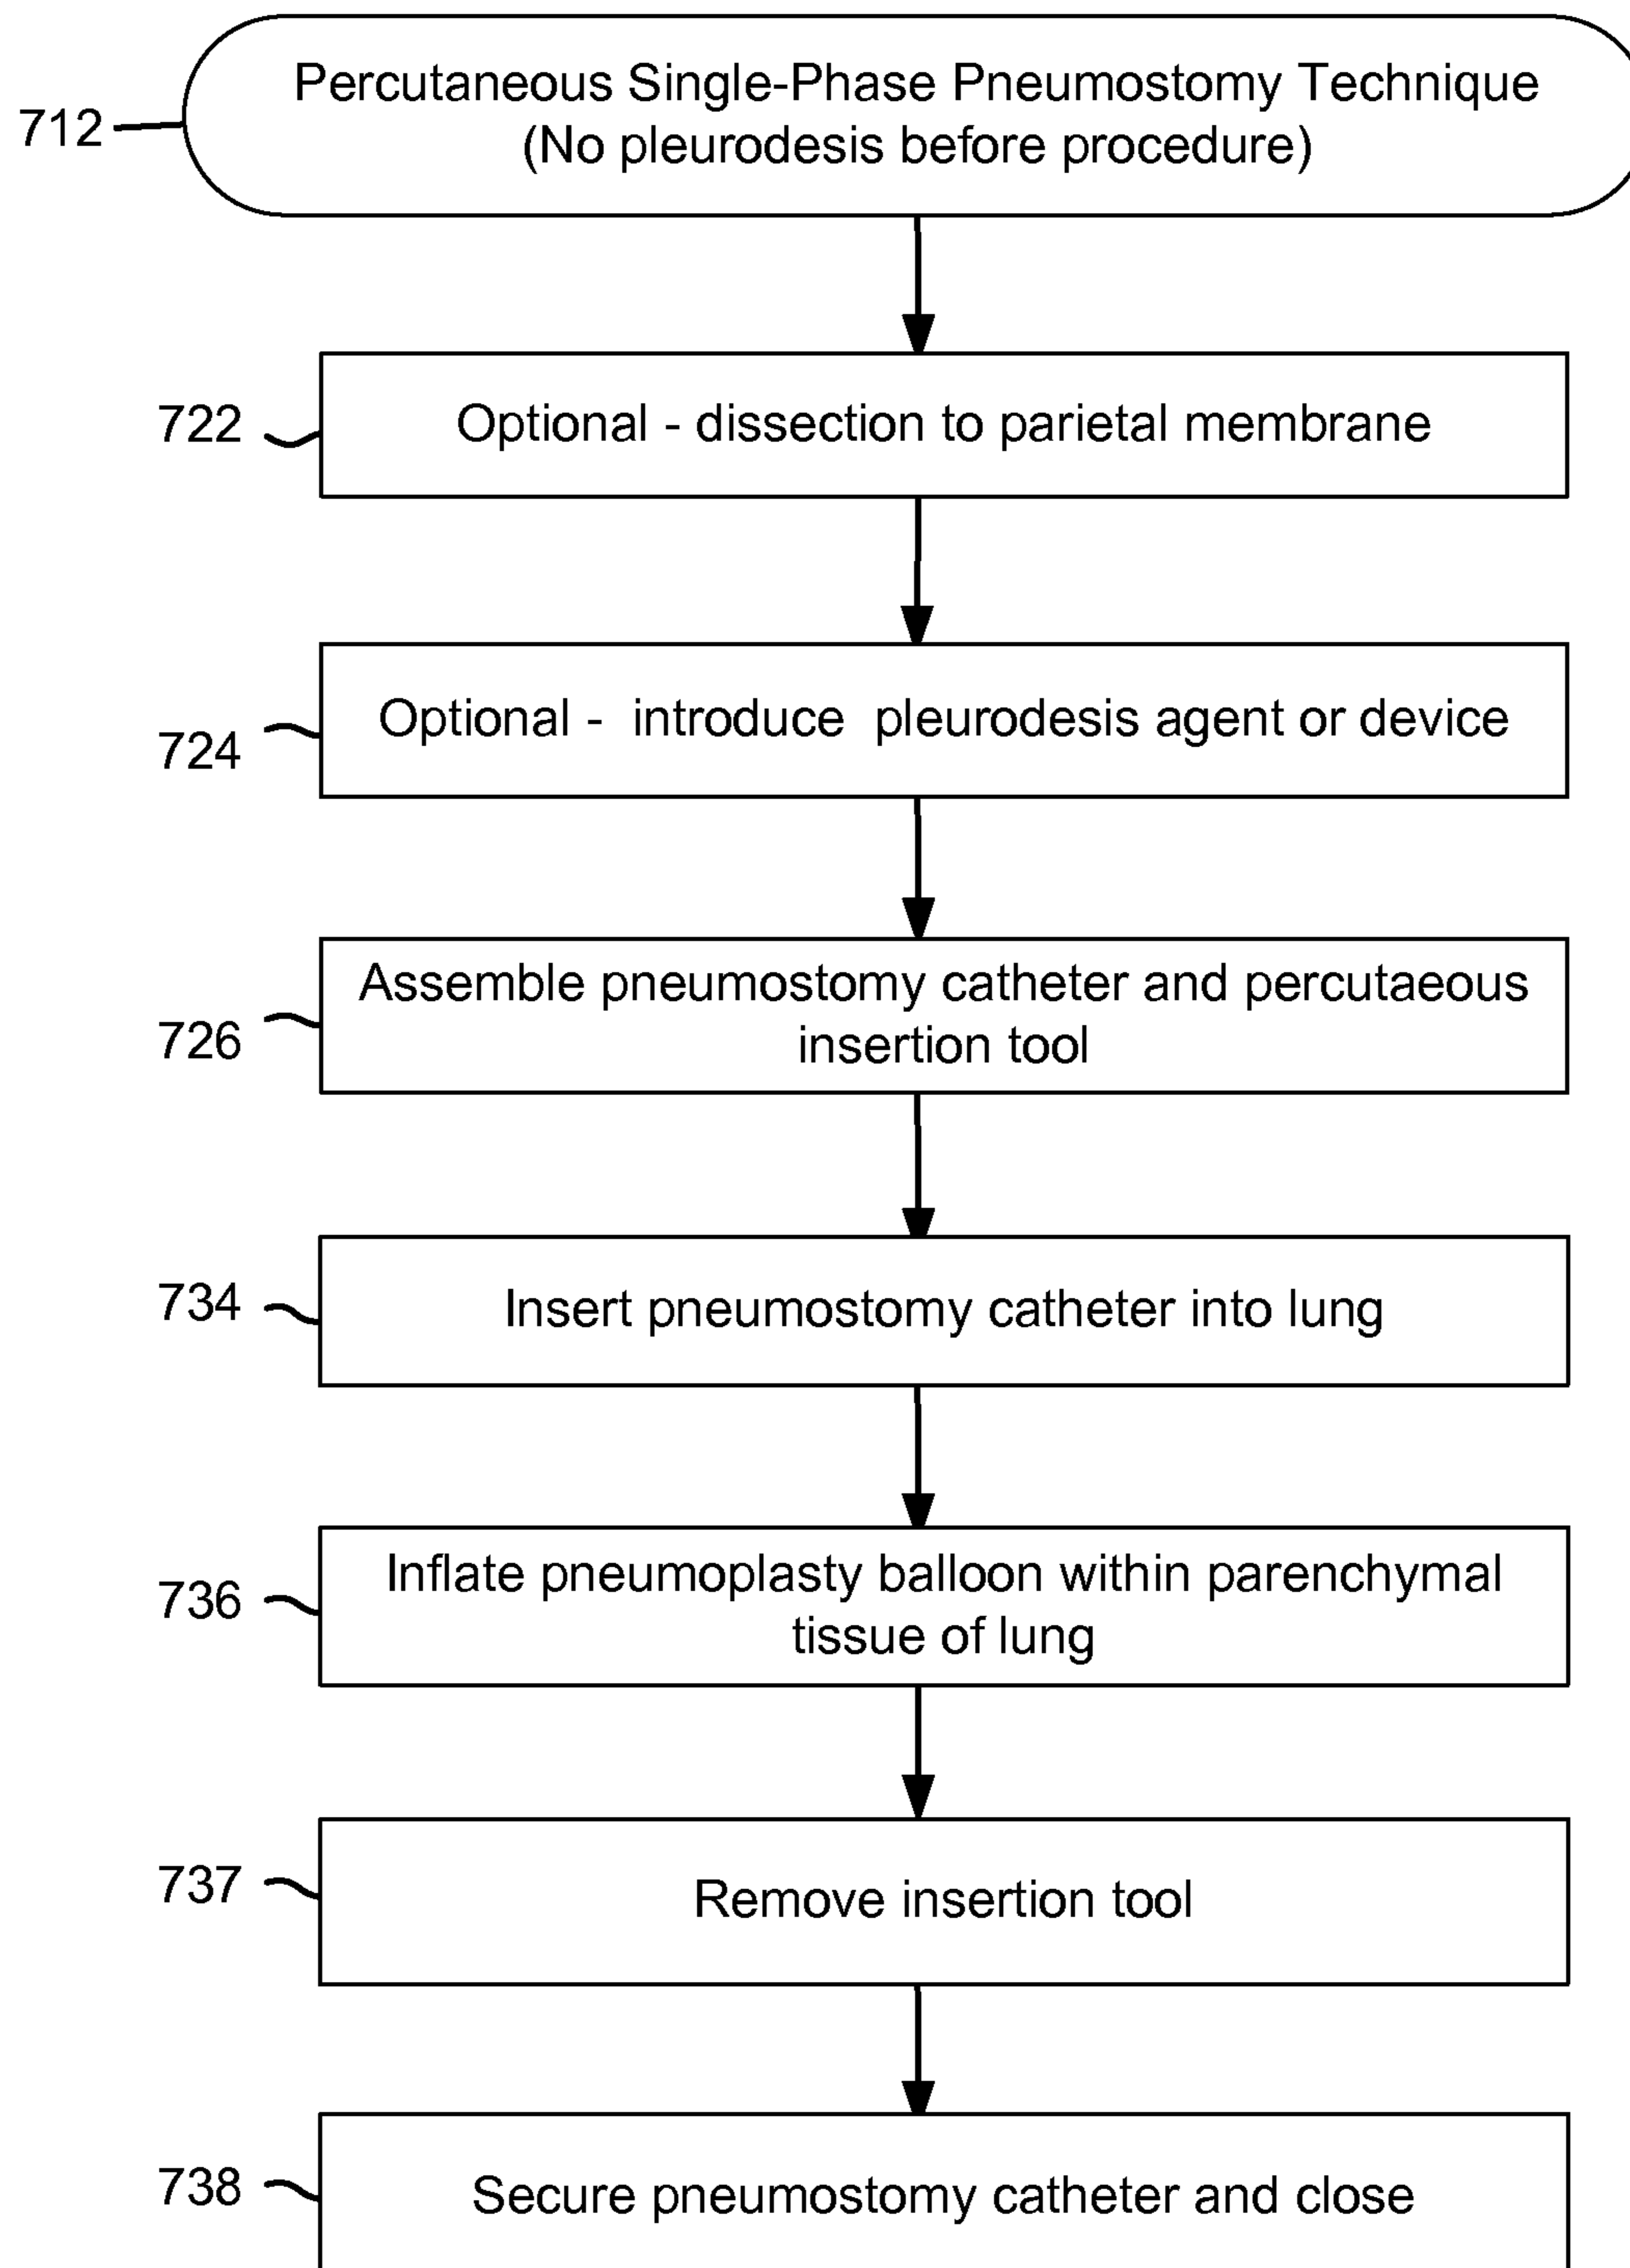 Percutaneous Single-Phase Pneumostomy Technique
(No pleurodesis before procedure)
712
722
Optional - dissection to parietal membrane
724
Optional -  introduce  pleurodesis agent or device
726
Assemble pneumostomy catheter and percutaeous
insertion tool
734
Insert pneumostomy catheter into lung
736
Inflate pneumoplasty balloon within parenchymal
tissue of lung
737
Remove insertion tool
738
Secure pneumostomy catheter and close